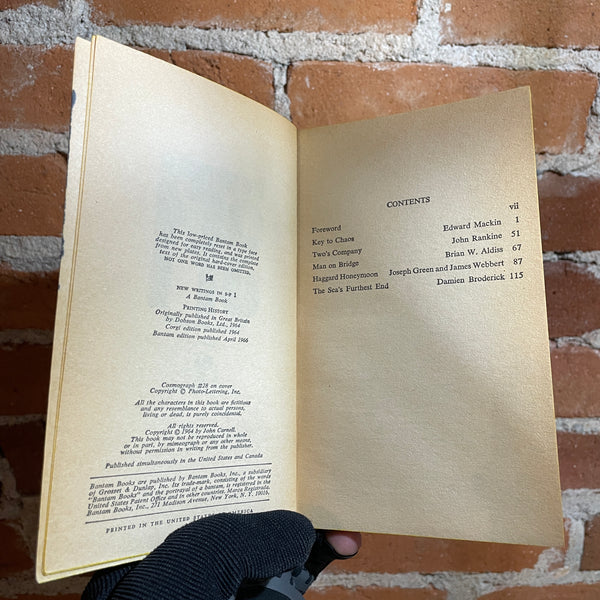 This low-priced Bantam Book
has been completely reset in a type face
designed for easy reading, and was printed
from new plates. It contains the complete
text of the original hard-cover edition.
NOT ONE WORD HAS BEEN OMITTED.
NEW WRITINGS IN S-F 1
A Bantam Book
PRINTING HISTORY
Originally published in Great Britain
by Dobson Books, Ltd., 1964
Corgi edition published 1964
Bantam edition published April 1966
Cosmograph #228 on cover
Copyright © Photo-Lettering, Inc.
All the characters in this book are fictitious
and any resemblance to actual persons,
living or dead, is purely coincidental.
All rights reserved.
Copyright © 1964 by John Carnell.
This book may not be reproduced in whole
or in part, by mimeograph or any other means,
without permission in writing from the publisher.
Published simultaneously in the United States and Canada
Bantam Books are published by Bantam Books, Inc., a subsidiary
of Grosset & Dunlap, Inc. Its trade-mark, consisting of the words
"Bantam Books" and the portrayal of a bantam, is registered in the
United States Patent Office and in other countries. Marca Registrada.
Bantam Books, Inc., 271 Madison Avenue, New York, N. Y. 10016.
PRINTED IN THE UNITED STATES OF AMERICA
CONTENTS
Foreword vii
Key to Chaos Edward Mackin 1
Two's Company John Rankine 51
Man on Bridge Brian W. Aldiss 67
Haggard Honeymoon Joseph Green and James Webbert 87
The Sea's Furthest End Damien Broderick 115